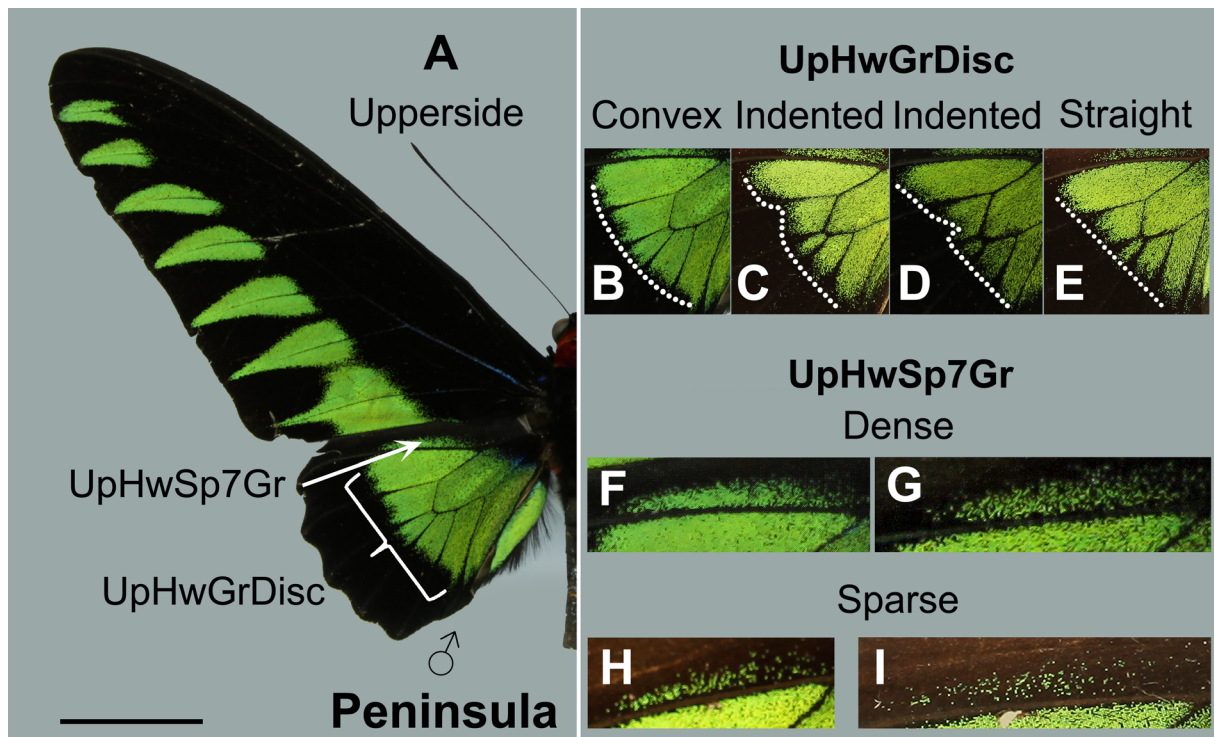 A
Upperside
UpHwSp7Gr
UpHwGrDisc
♂
Peninsula
UpHwGrDisc
Convex Indented Indented Straight
B C D E
UpHwSp7Gr
Dense
F G
Sparse
H I